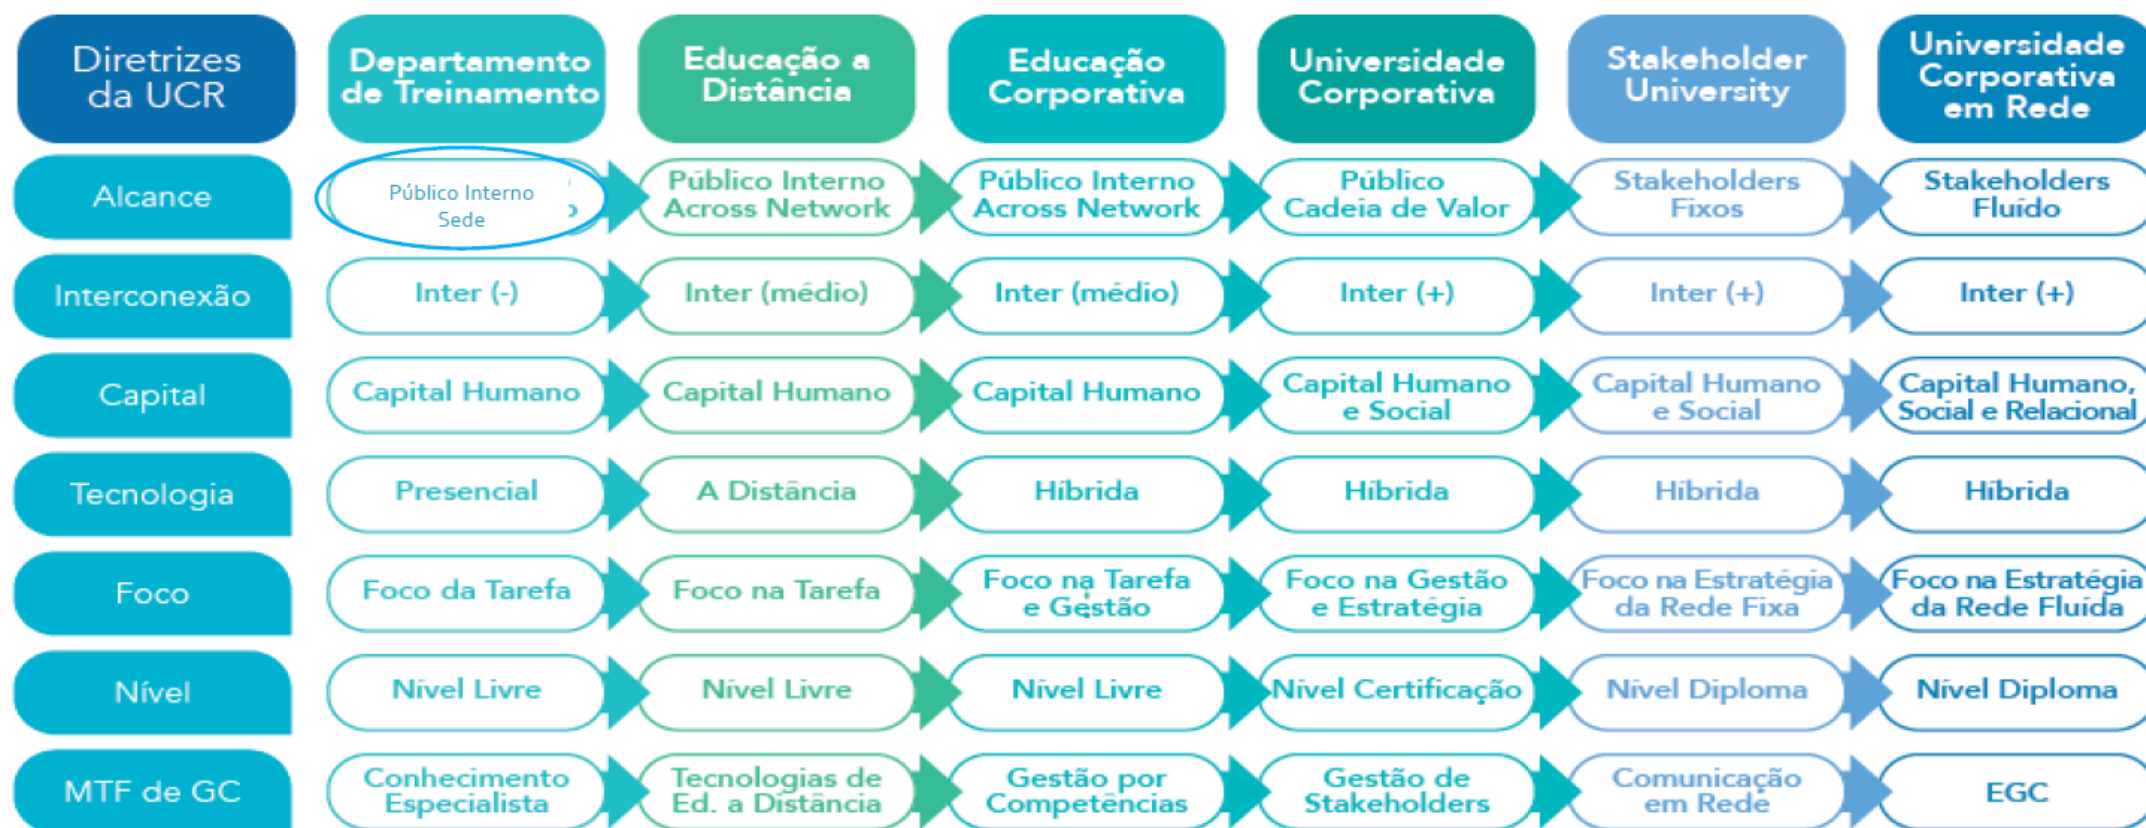 Diretrizes
da UCR
Departamento
de Treinamento
Educação a
Distância
Educação
Corporativa
Universidade
Corporativa
Stakeholder
University
Universidade
Corporativa
em Rede
Alcance
Público Interno
Sede
Público Interno
Across Network
Público Interno
Across Network
Público
Cadeia de Valor
Stakeholders
Fixos
Stakeholders
Fluído
Interconexão
Inter (-)
Inter (médio)
Inter (médio)
Inter (+)
Inter (+)
Inter (+)
Capital
Capital Humano
Capital Humano
Capital Humano
Capital Humano
e Social
Capital Humano
e Social
Capital Humano,
Social e Relacional
Tecnologia
Presencial
A Distância
Híbrida
Híbrida
Híbrida
Híbrida
Foco
Foco da Tarefa
Foco na Tarefa
Foco na Tarefa
e Gestão
Foco na Gestão
e Estratégia
Foco na Estratégia
da Rede Fixa
Foco na Estratégia
da Rede Fluída
Nível
Nível Livre
Nível Livre
Nível Livre
Nível Certificação
Nível Diploma
Nível Diploma
MTF de GC
Conhecimento
Especialista
Tecnologias de
Ed. a Distância
Gestão por
Competências
Gestão de
Stakeholders
Comunicação
em Rede
EGC